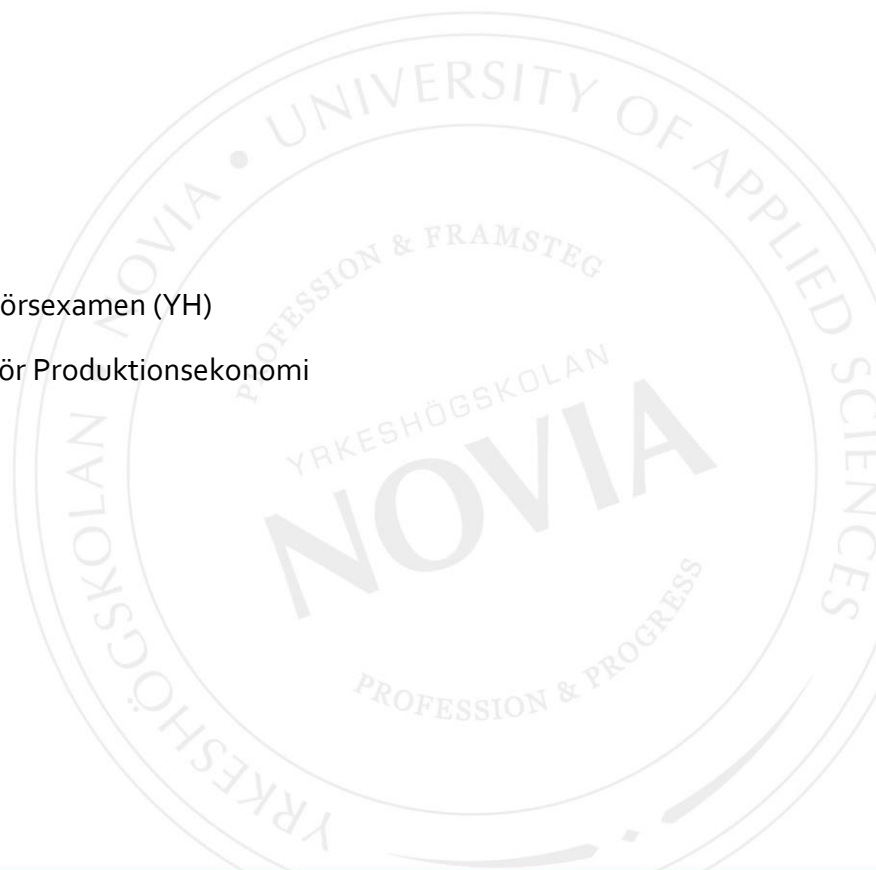 örsexamen (YH)
ör Produktionsekonomi
NOVIA • UNIVERSITY OF APPLIED SCIENCES
PROFESSION & FRAMSTEG
YRKESHÖGSKOLAN
NOVIA
PROFESSION & PROGRESS
YRKESHÖGSKOLAN